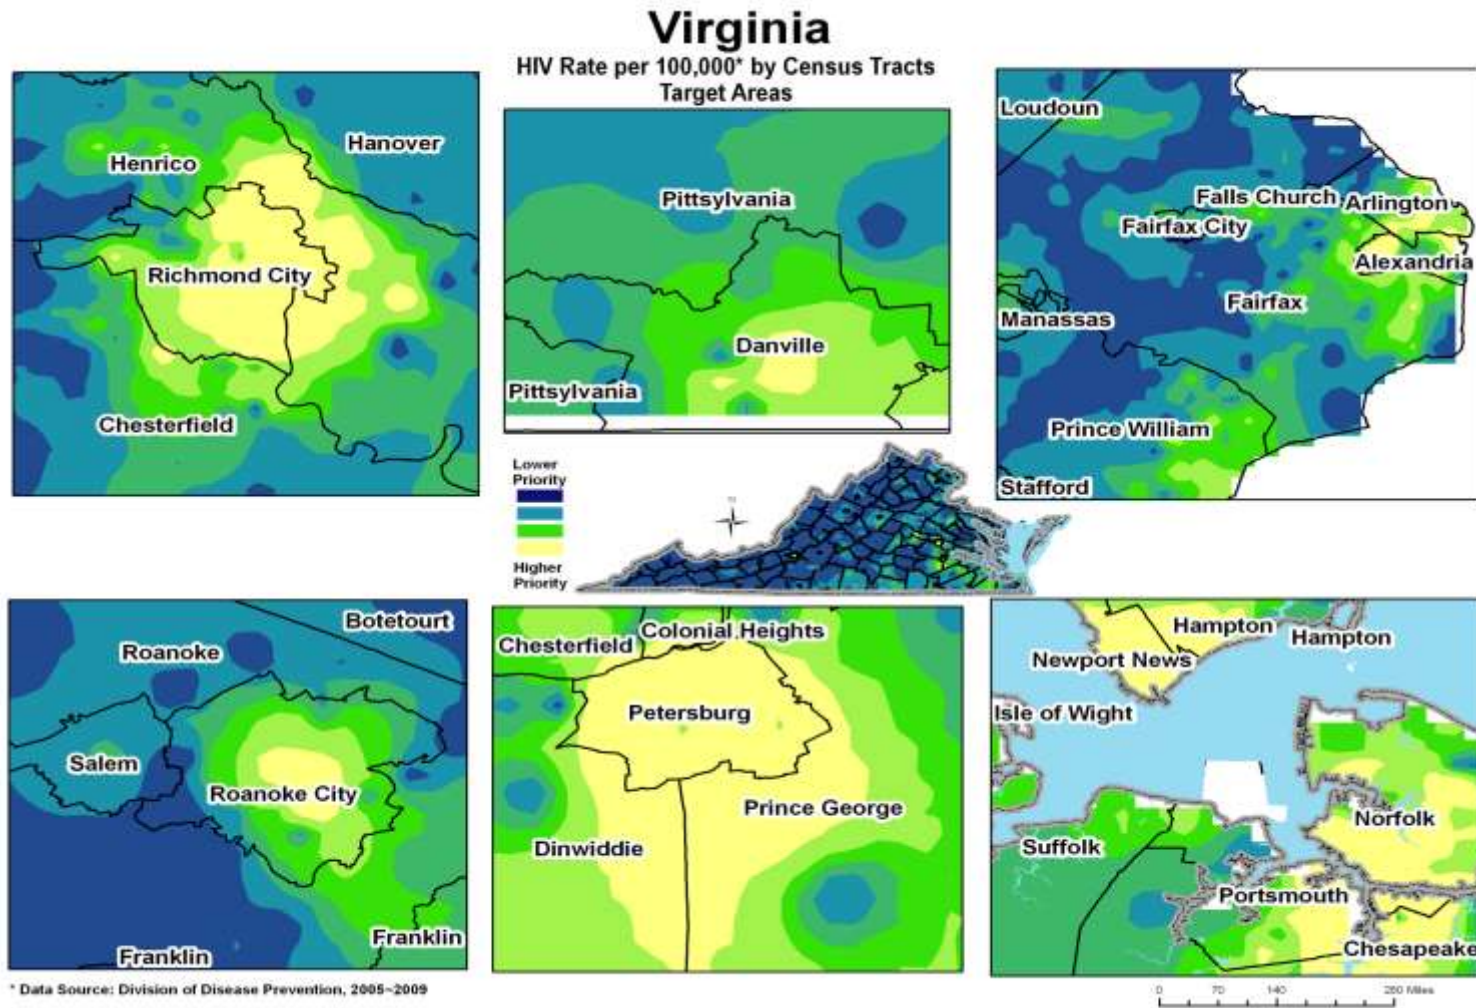 Virginia
HIV Rate per 100,000* by Census Tracts
Target Areas
Henrico
Hanover
Richmond City
Chesterfield
Pittsylvania
Danville
Pittsylvania
Loudoun
Falls Church
Arlington
Fairfax City
Alexandria
Fairfax
Manassas
Prince William
Stafford
Lower
Priority
Higher
Priority
Botetourt
Roanoke
Salem
Roanoke City
Franklin
Franklin
Chesterfield
Colonial Heights
Petersburg
Prince George
Dinwiddie
Hampton
Hampton
Newport News
Isle of Wight
Norfolk
Suffolk
Portsmouth
Chesapeake
* Data Source: Division of Disease Prevention, 2005~2009
0 70 140 280 Miles